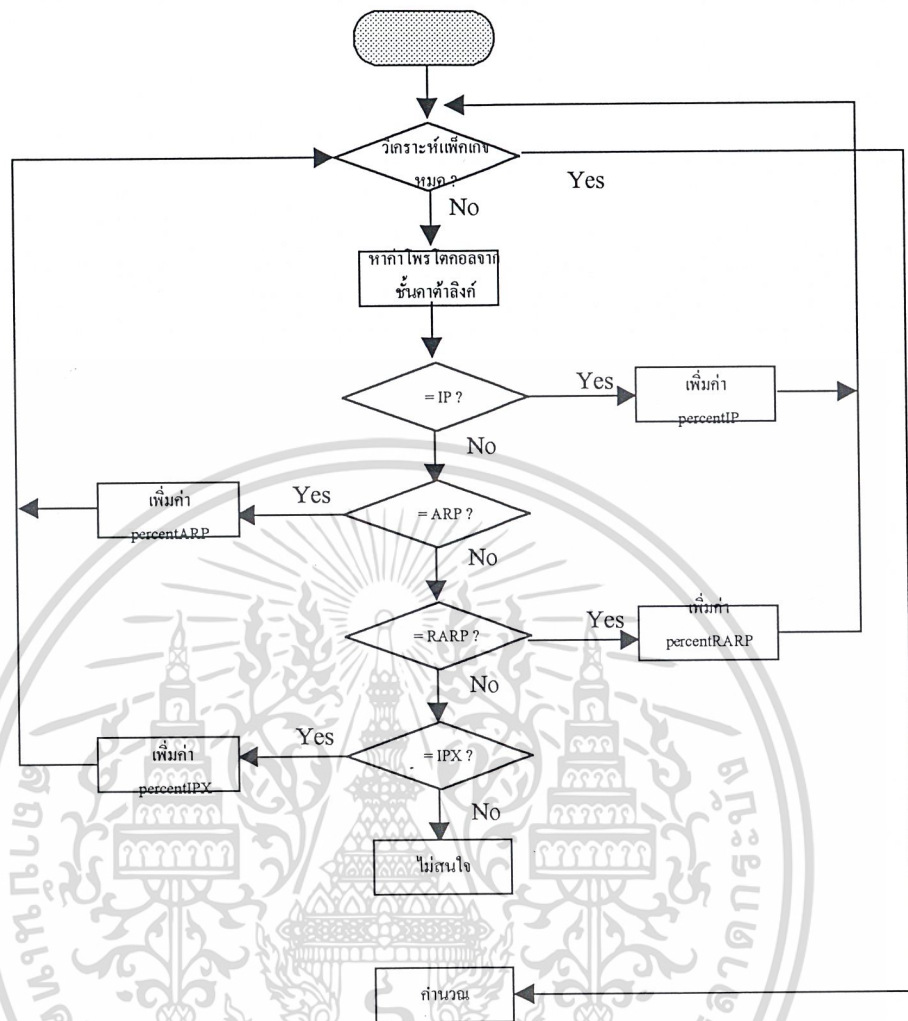 วิเคราะห์แพ็คเกจ
หมด ?
Yes
No
หาค่าโพรโตคอลจาก
ชั้นดาต้าลิงค์
= IP ?
Yes
เพิ่มค่า
percentIP
No
= ARP ?
Yes
เพิ่มค่า
percentARP
No
= RARP ?
Yes
เพิ่มค่า
percentRARP
No
= IPX ?
Yes
เพิ่มค่า
percentIPX
No
ไม่สนใจ
คำนวณ